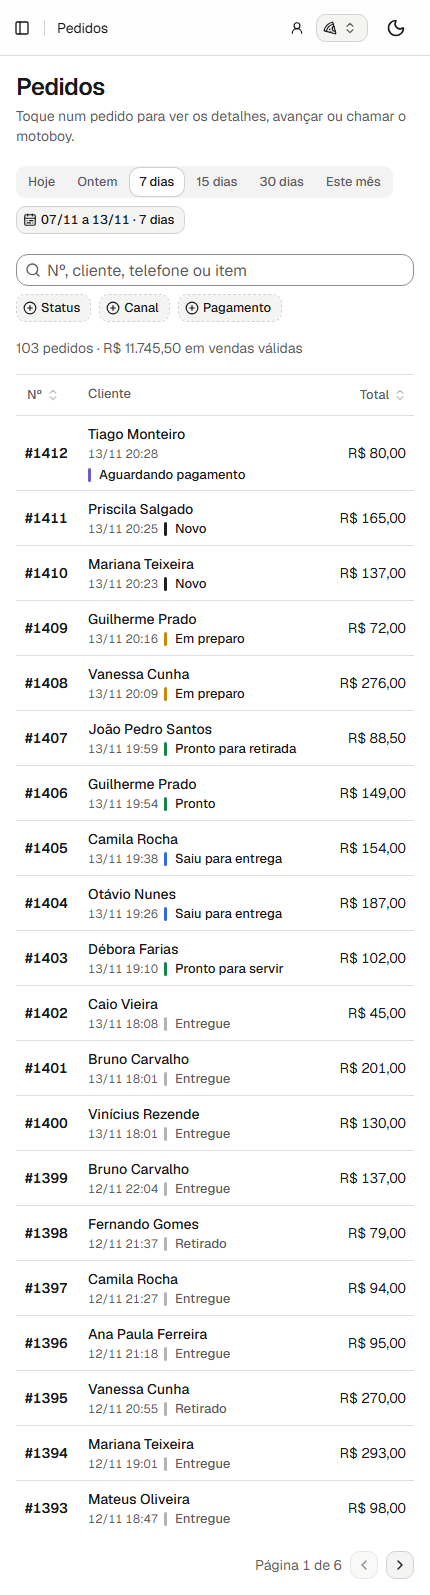 Pedidos
Pedidos
Toque num pedido para ver os detalhes, avançar ou chamar o
motoboy.
Hoje Ontem 7 dias 15 dias 30 dias Este mês
07/11 a 13/11 · 7 dias
Nº, cliente, telefone ou item
Status Canal Pagamento
103 pedidos · R$ 11.745,50 em vendas válidas
Nº Cliente Total
Tiago Monteiro
#1412 13/11 20:28 R$ 80,00
Aguardando pagamento
Priscila Salgado
#1411 R$ 165,00
13/11 20:25 Novo
Mariana Teixeira
#1410 R$ 137,00
13/11 20:23 Novo
Guilherme Prado
#1409 R$ 72,00
13/11 20:16 Em preparo
Vanessa Cunha
#1408 R$ 276,00
13/11 20:09 Em preparo
João Pedro Santos
#1407 R$ 88,50
13/11 19:59 Pronto para retirada
Guilherme Prado
#1406 R$ 149,00
13/11 19:54 Pronto
Camila Rocha
#1405 R$ 154,00
13/11 19:38 Saiu para entrega
Otávio Nunes
#1404 R$ 187,00
13/11 19:26 Saiu para entrega
Débora Farias
#1403 R$ 102,00
13/11 19:10 Pronto para servir
Caio Vieira
#1402 R$ 45,00
13/11 18:08 Entregue
Bruno Carvalho
#1401 R$ 201,00
13/11 18:01 Entregue
Vinícius Rezende
#1400 R$ 130,00
13/11 18:01 Entregue
Bruno Carvalho
#1399 R$ 137,00
12/11 22:04 Entregue
Fernando Gomes
#1398 R$ 79,00
12/11 21:37 Retirado
Camila Rocha
#1397 R$ 94,00
12/11 21:27 Entregue
Ana Paula Ferreira
#1396 R$ 95,00
12/11 21:18 Entregue
Vanessa Cunha
#1395 R$ 270,00
12/11 20:55 Retirado
Mariana Teixeira
#1394 R$ 293,00
12/11 19:01 Entregue
Mateus Oliveira
#1393 R$ 98,00
12/11 18:47 Entregue
Página 1 de 6